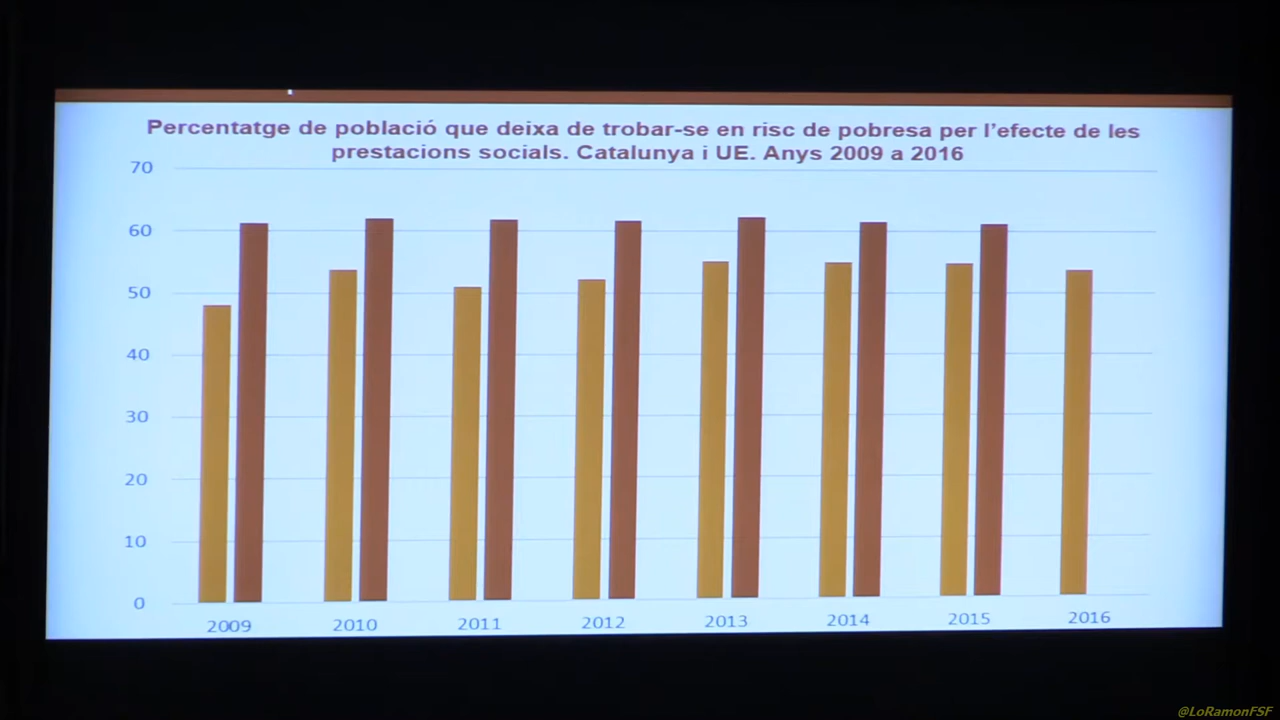 Percentatge de població que deixa de trobar-se en risc de pobresa per l'efecte de les
prestacions socials. Catalunya i UE. Anys 2009 a 2016
70
60
50
40
30
20
10
0
2009 2010 2011 2012 2013 2014 2015 2016
@LoRamonFSF